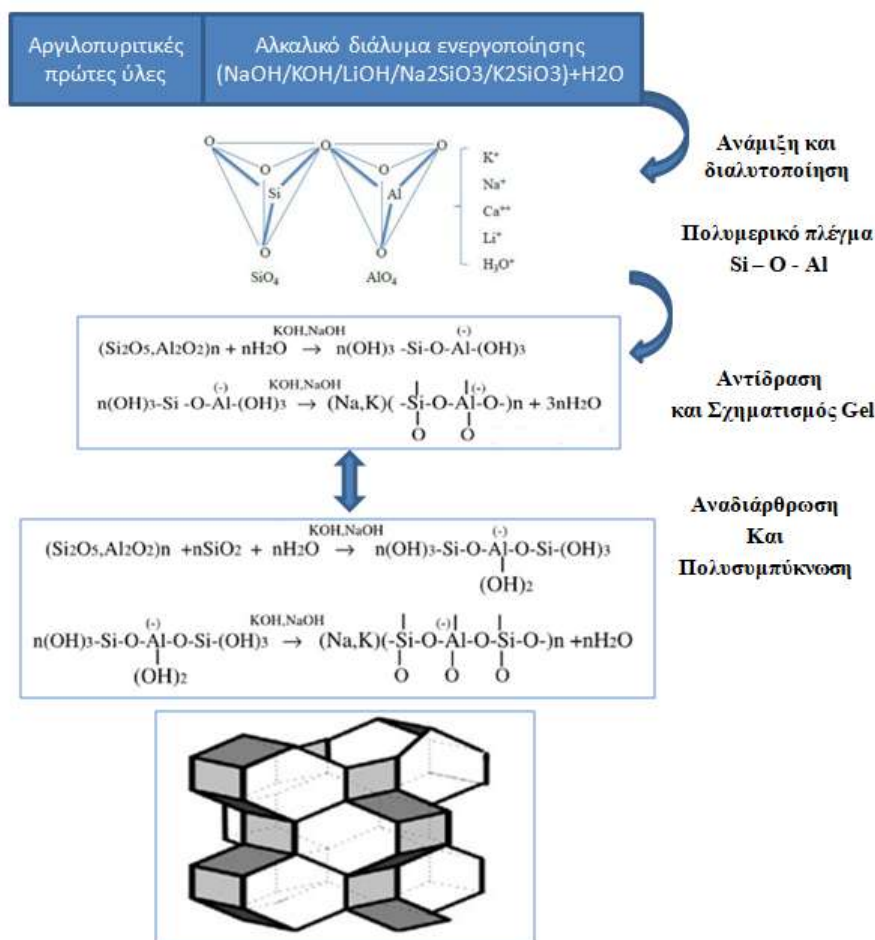 Αργιλοπυριτικές
πρώτες ύλες
Αλκαλικό διάλυμα ενεργοποίησης
(NaOH/KOH/LiOH/Na2SiO3/K2SiO3)+H2O
Ανάμιξη και
διαλυτοποίηση
O O O
O O
Si Al
O O
SiO₄ AlO₄
K⁺
Na⁺
Ca⁺⁺
Li⁺
H₃O⁺
Πολυμερικό πλέγμα
Si – O - Al
KOH,NaOH (-)
(Si2O5,Al2O2)n + nH2O → n(OH)3 -Si-O-Al-(OH)3
(-) KOH,NaOH (-)
n(OH)3-Si -O-Al-(OH)3 → (Na,K)( -Si-O-Al-O-)n + 3nH2O
O O
Αντίδραση
και Σχηματισμός Gel
Αναδιάρθρωση
Και
Πολυσυμπύκνωση
KOH,NaOH (-)
(Si2O5,Al2O2)n +nSiO2 + nH2O → n(OH)3-Si-O-Al-O-Si-(OH)3
(OH)2
(-) KOH,NaOH (-)
n(OH)3-Si-O-Al-O-Si-(OH)3 → (Na,K)(-Si-O-Al-O-Si-O-)n +nH2O
(OH)2 O O O